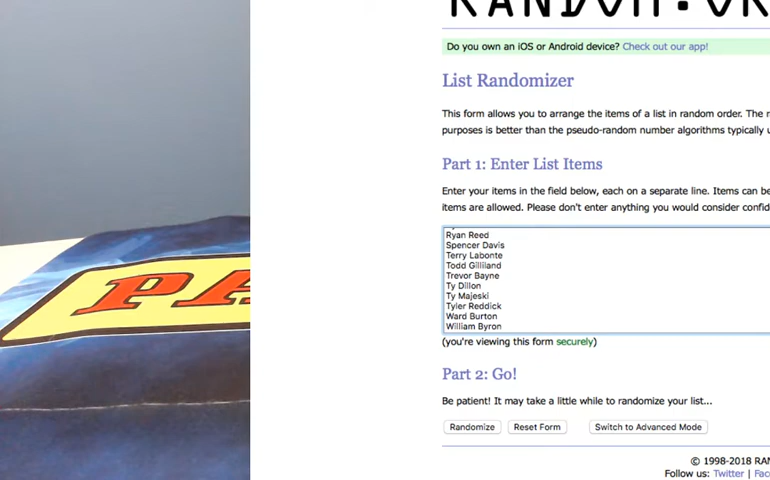 Do you own an iOS or Android device? Check out our app!
List Randomizer
This form allows you to arrange the items of a list in random order. The
purposes is better than the pseudo-random number algorithms typically
Part 1: Enter List Items
Enter your items in the field below, each on a separate line. Items can be
items are allowed. Please don't enter anything you would consider
Ryan Reed
Spencer Davis
Terry Labonte
Todd Gilliland
Trevor Bayne
Ty Dillon
Ty Majeski
Tyler Reddick
Ward Burton
William Byron
(you're viewing this form securely)
Part 2: Go!
Be patient! It may take a little while to randomize your list...
Randomize Reset Form Switch to Advanced Mode
© 1998-2018
Follow us: Twitter |
PA